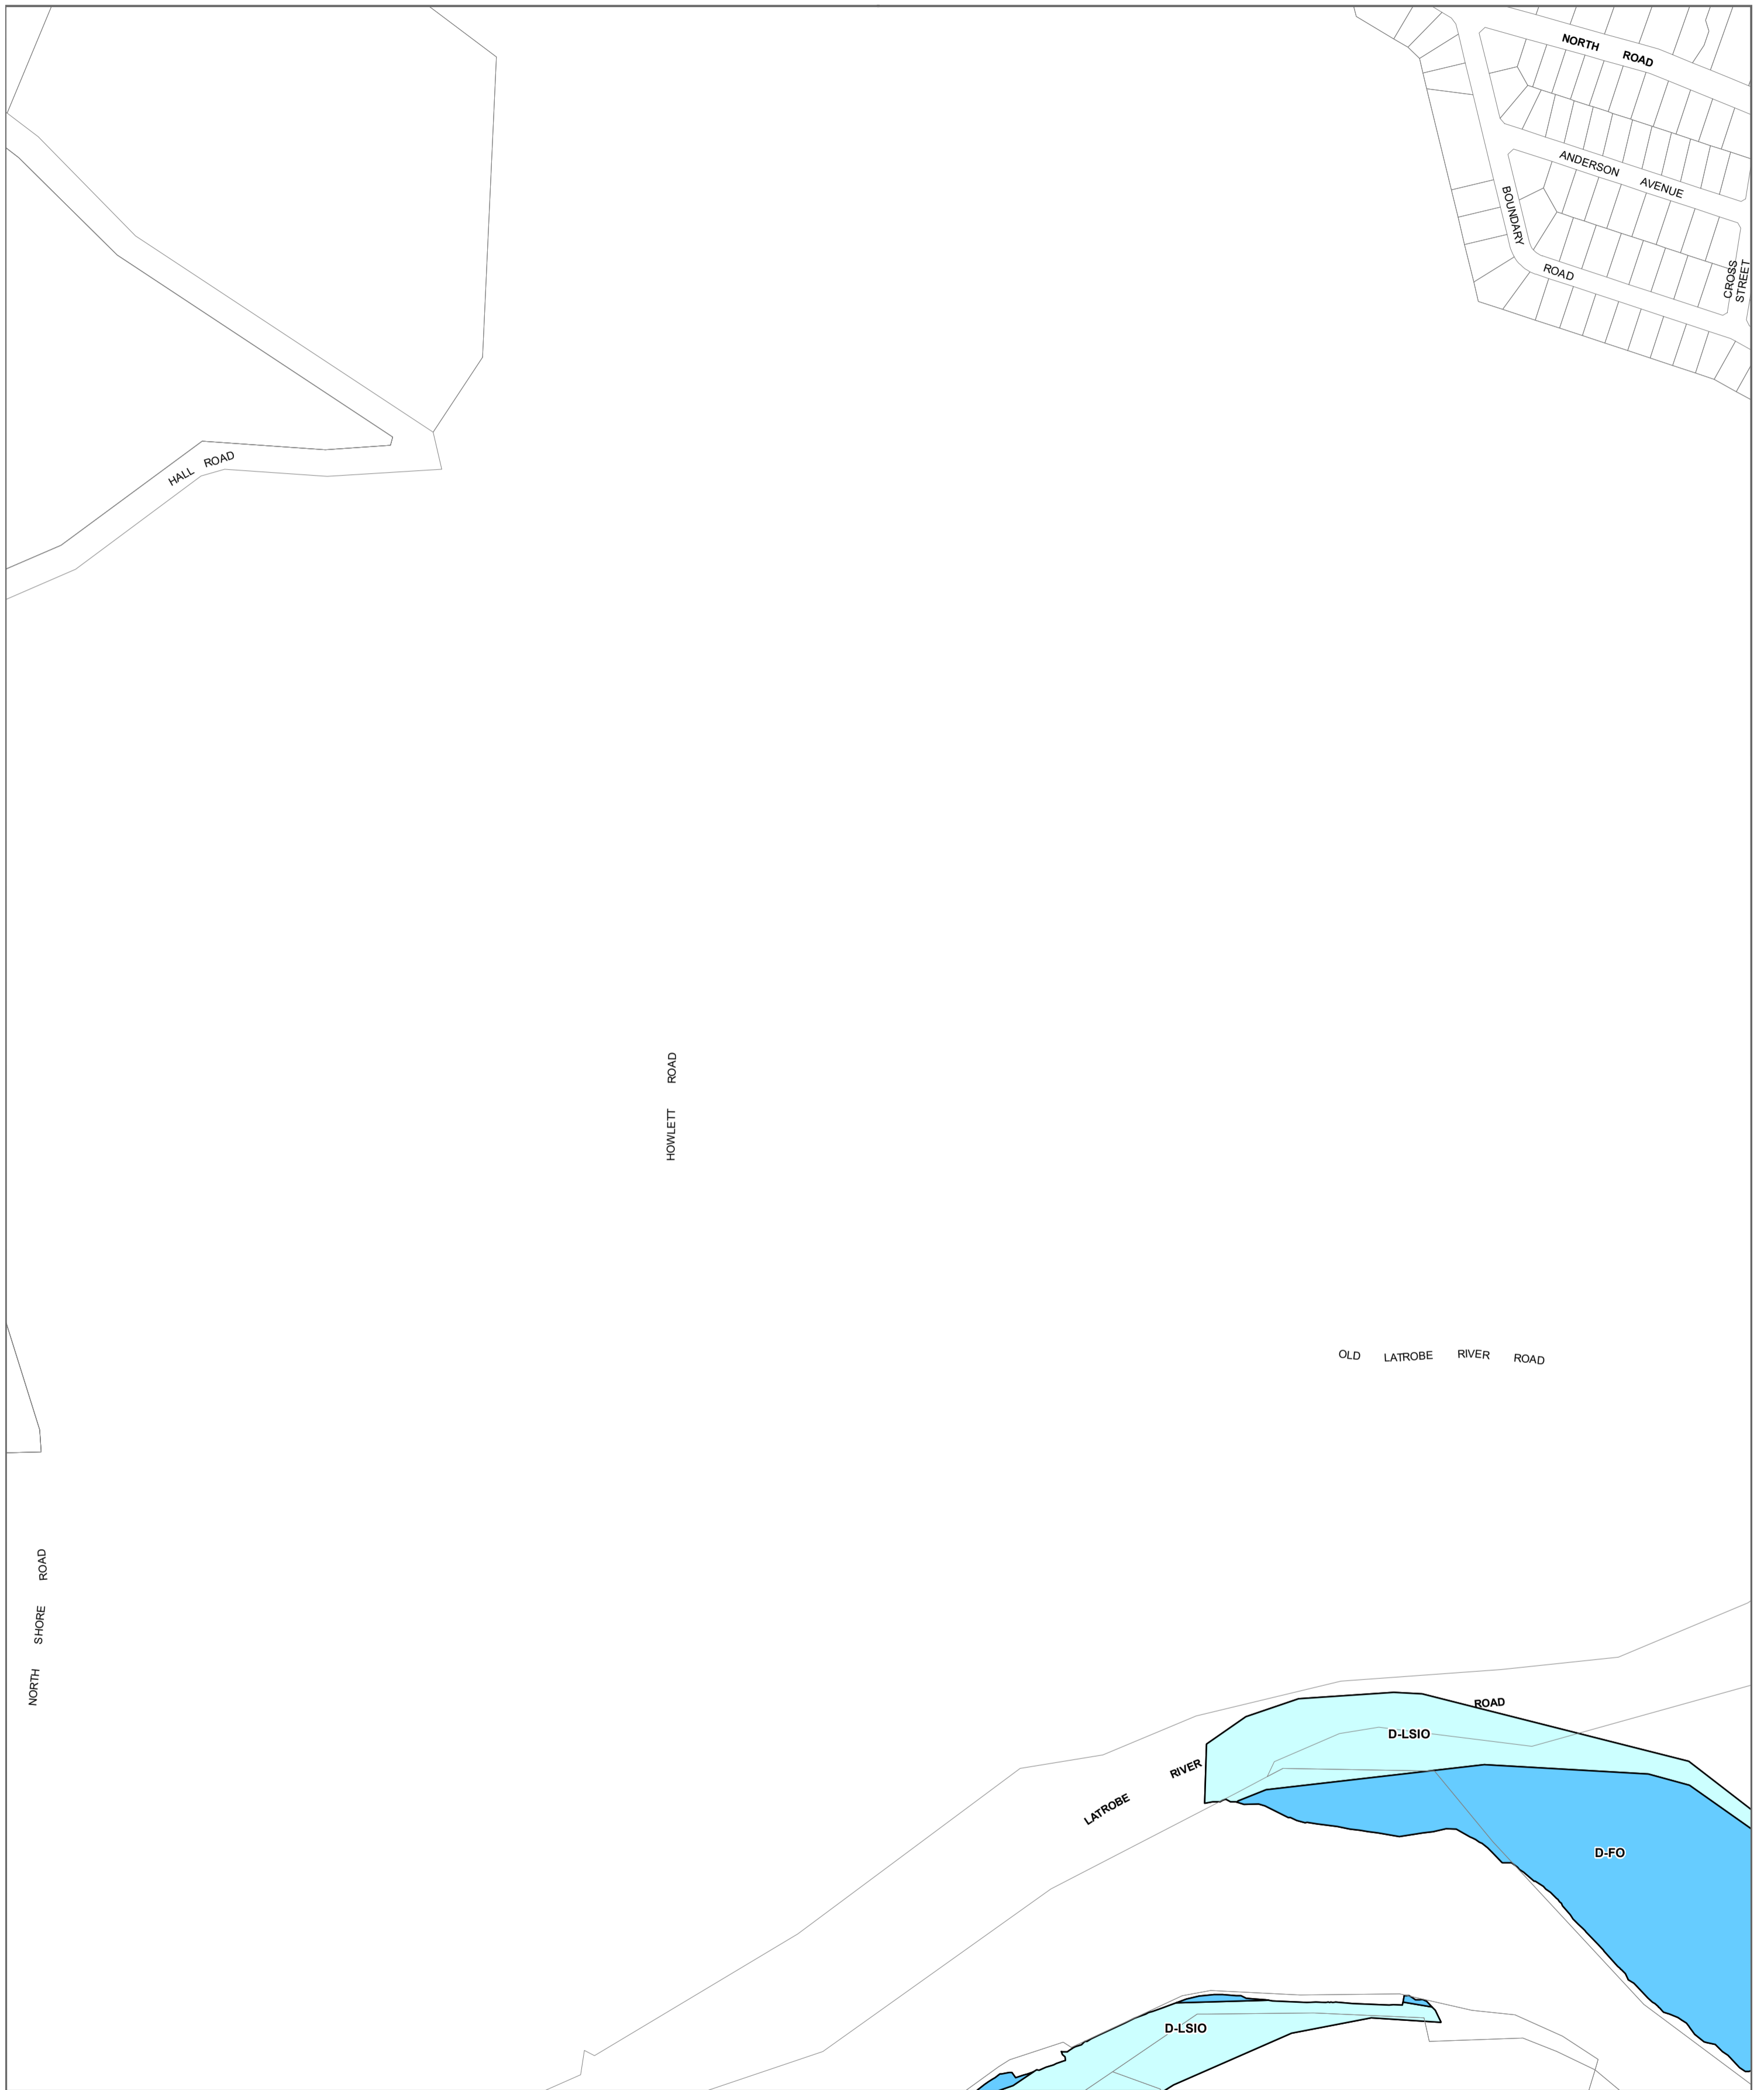 NORTH ROAD
ANDERSON AVENUE
BOUNDARY
ROAD
CROSS
STREET
HALL ROAD
HOWLETT ROAD
OLD LATROBE RIVER ROAD
NORTH SHORE ROAD
LATROBE RIVER ROAD
D-LSIO
D-FO
D-LSIO